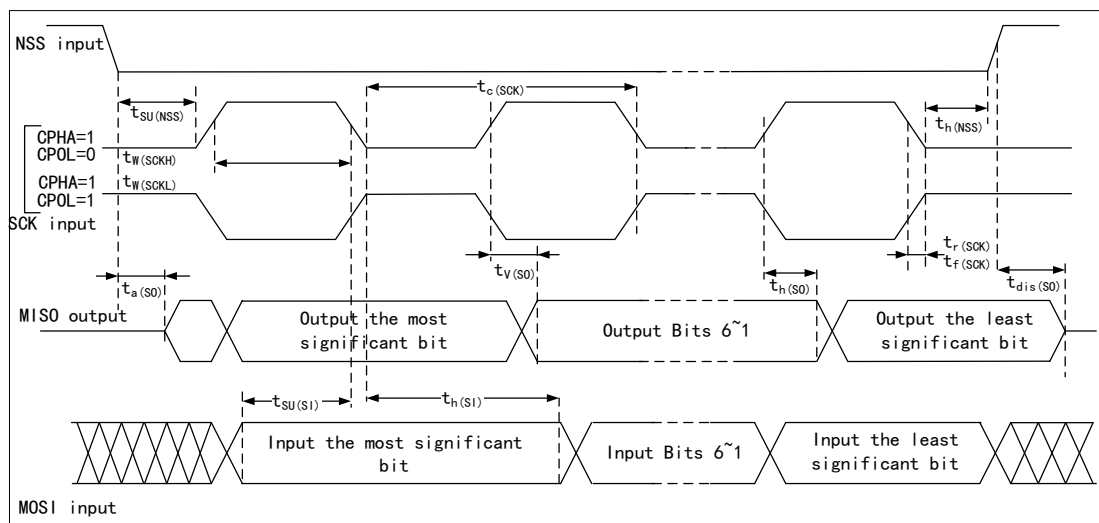 NSS input
tc(SCK)
tSU(NSS)
th(NSS)
CPHA=1
CPOL=0
tW(SCKH)
CPHA=1
CPOL=1
tW(SCKL)
SCK input
tr(SCK)
tf(SCK)
tV(SO)
ta(SO)
th(SO)
tdis(SO)
MISO output
Output the most
significant bit
Output Bits 6~1
Output the least
significant bit
tSU(SI)
th(SI)
Input the most significant
bit
Input Bits 6~1
Input the least
significant bit
MOSI input